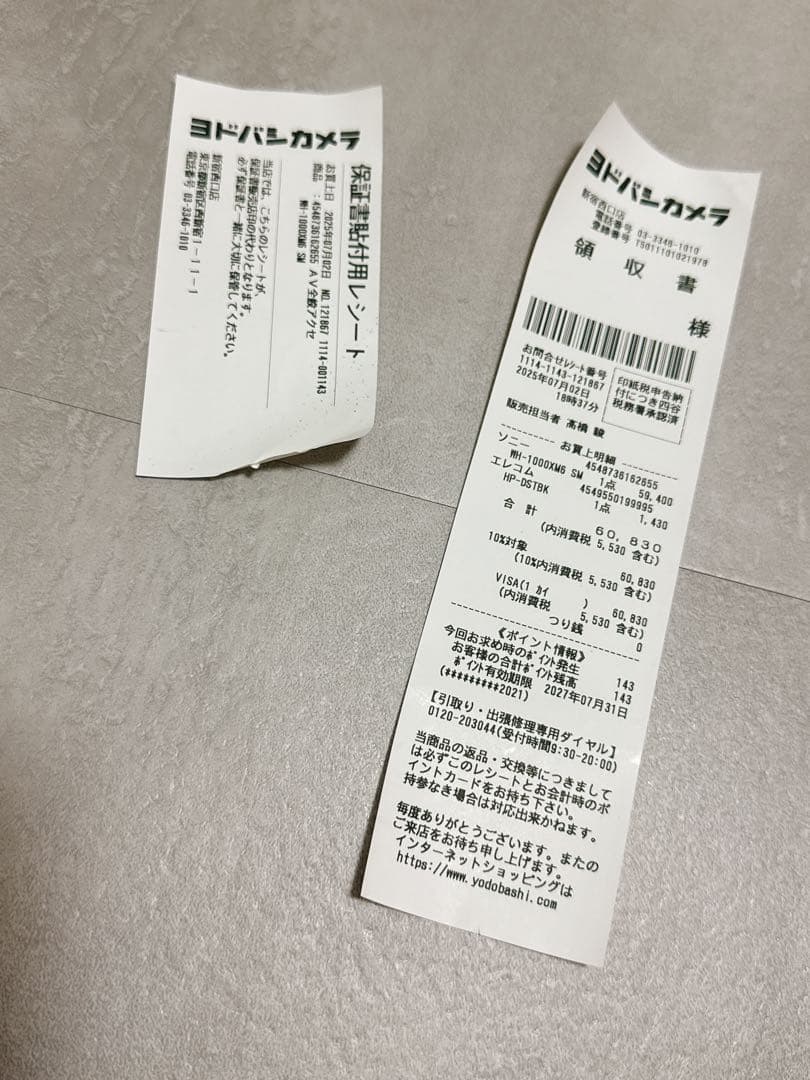 ヨドバシカメラ
保証書貼付用レシート
お買上日 2025年07月02日 NO.121867 1114-001143
商品 :4548736162655 AV全般アクセ
WH-1000XM6 SM
当店では、こちらのレシートが、
保証書販売店印の代わりとなります。
必ず保証書と一緒に大切に保管してください。
新宿西口店
東京都新宿区西新宿1-11-1
電話番号 03-3346-1010
ヨドバシカメラ
新宿西口店
電話番号 03-3346-1010
登録番号 T5011101021978
領 収 書
様
お問合せレシート番号
1114-1143-121867
2025年07月02日
18時37分
印紙税申告納
付につき四谷
税務署承認済
販売担当者 高橋 駿
---------- お買上明細 ----------
ソニー 4548736162655
WH-1000XM6 SM 1点 59,400
エレコム 4549550199995
HP-DSTBK 1点 1,430
合 計 60,830
(内消費税 5,530 含む)
10%対象 60,830
(10%内消費税 5,530 含む)
VISA(1 カイ ) 60,830
(内消費税 5,530 含む)
つり銭 0
《ポイント情報》
今回お求め時のポイント発生 143
お客様の合計ポイント残高 143
ポイント有効期限 2027年07月31日
(*********2021)
【引取り・出張修理専用ダイヤル】
0120-203044(受付時間9:30-20:00)
当商品の返品・交換等につきまして
は必ずこのレシートとお会計時のポ
イントカードをお持ち下さい。
持参なき場合は対応出来かねます。
毎度ありがとうございます。またの
ご来店をお待ち申し上げます。
インターネットショッピングは
https://www.yodobashi.com